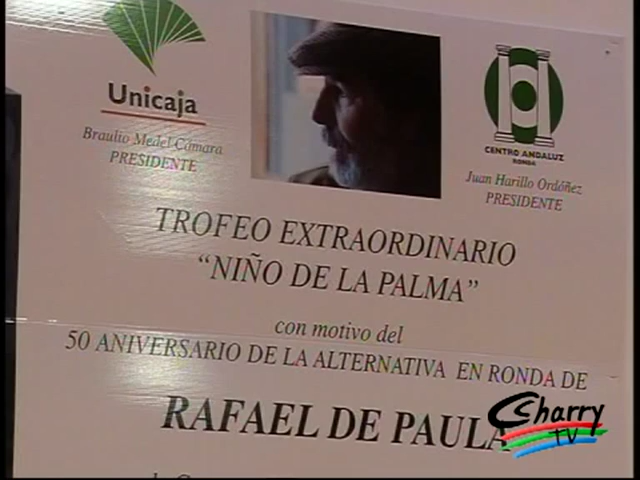 Unicaja
Braulio Medel Cámara
PRESIDENTE
CENTRO ANDALUZ
RONDA
Juan Harillo Ordóñez
PRESIDENTE
TROFEO EXTRAORDINARIO
“NIÑO DE LA PALMA”
con motivo del
50 ANIVERSARIO DE LA ALTERNATIVA EN RONDA DE
RAFAEL DE PAULA
Charry
TV